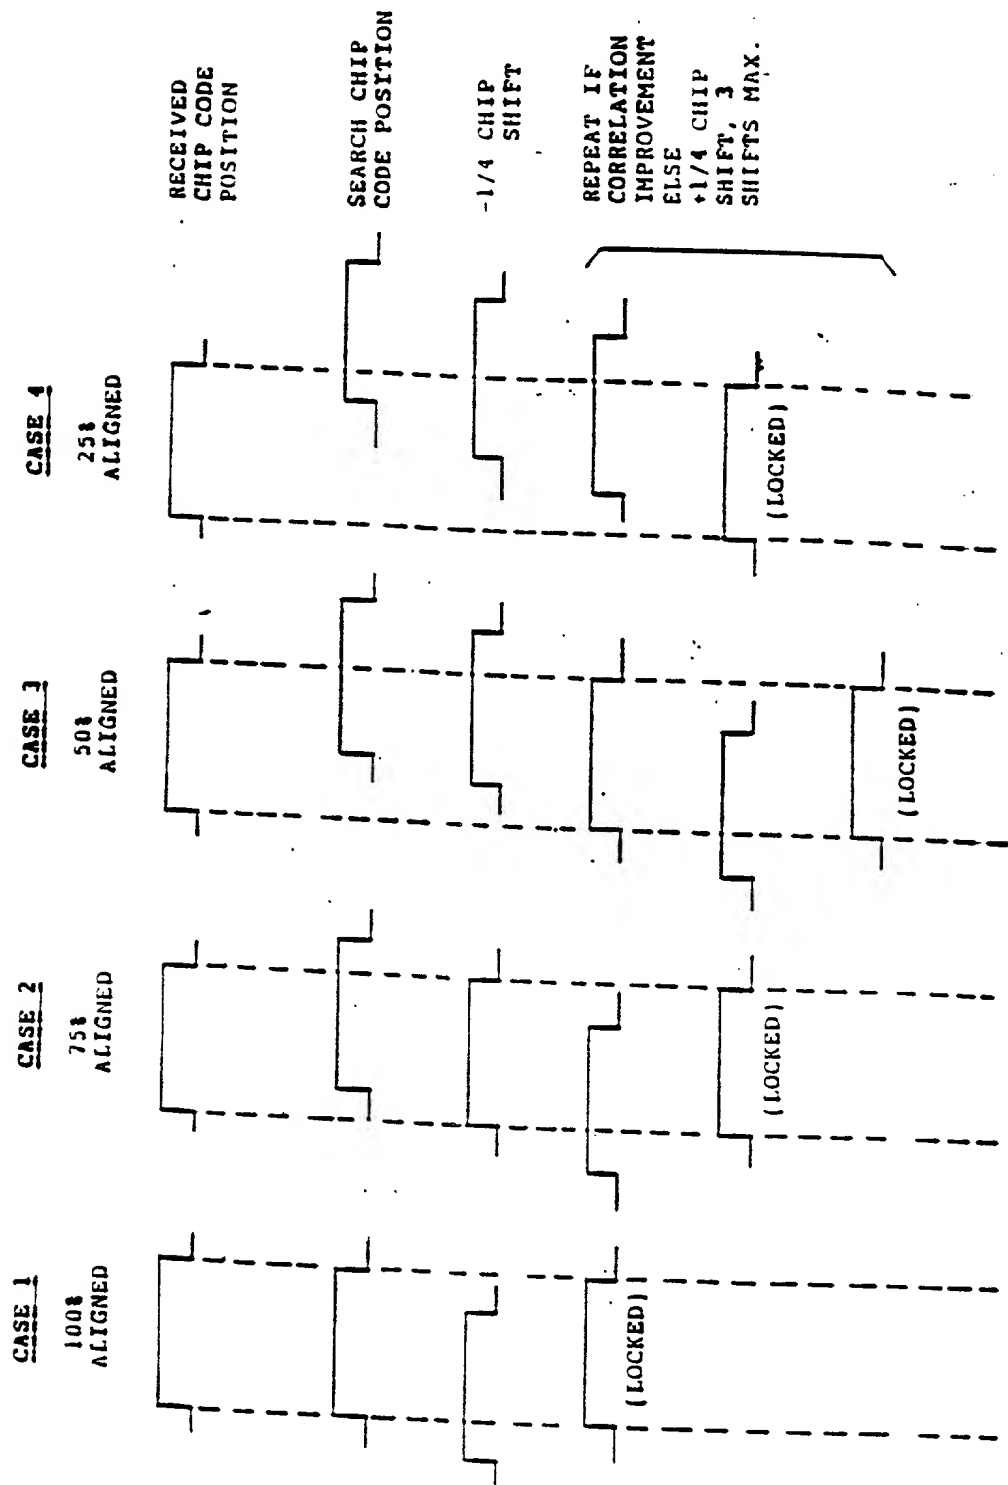 CASE 1
100%
ALIGNED
CASE 2
75%
ALIGNED
CASE 3
50%
ALIGNED
CASE 4
25%
ALIGNED
RECEIVED
CHIP CODE
POSITION
SEARCH CHIP
CODE POSITION
-1/4 CHIP
SHIFT
REPEAT IF
CORRELATION
IMPROVEMENT
ELSE
+1/4 CHIP
SHIFT, 3
SHIFTS MAX.
(LOCKED)
(LOCKED)
(LOCKED)
(LOCKED)